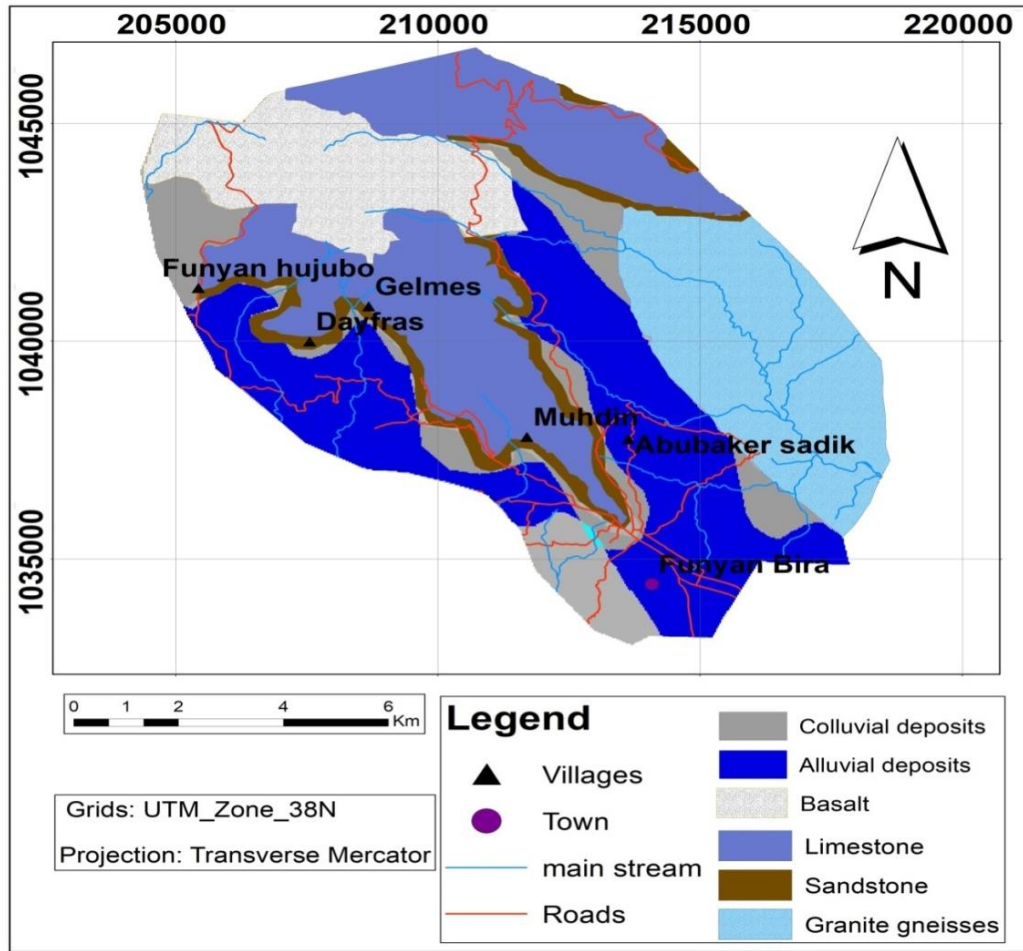 205000 210000 215000 220000
1045000
1040000
1035000
N
Funyan hujubo
Gelmes
Dayfras
Muhdin
Abubaker sadik
Funyan Bira
0 1 2 4 6
Km
Grids: UTM_Zone_38N
Projection: Transverse Mercator
Legend
Villages
Town
main stream
Roads
Colluvial deposits
Alluvial deposits
Basalt
Limestone
Sandstone
Granite gneisses